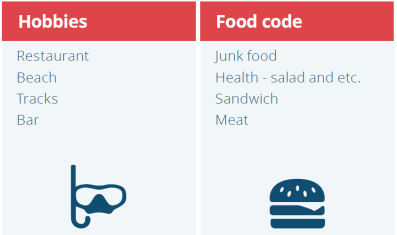 Hobbies
Restaurant
Beach
Tracks
Bar
Food code
Junk food
Health - salad and etc.
Sandwich
Meat